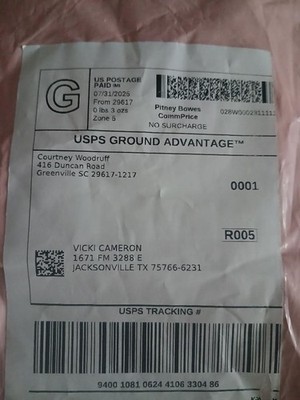 G
US POSTAGE
PAID IMI
07/31/2025
From 29617
0 lbs 3 ozs
Zone 5
Pitney Bowes
CommPrice
NO SURCHARGE
USPS GROUND ADVANTAGE™
Courtney Woodruff
416 Duncan Road
Greenville SC 29617-1217
0001
R005
VICKI CAMERON
1671 FM 3288 E
JACKSONVILLE TX 75766-6231
USPS TRACKING #
9400 1081 0624 4106 3304 86